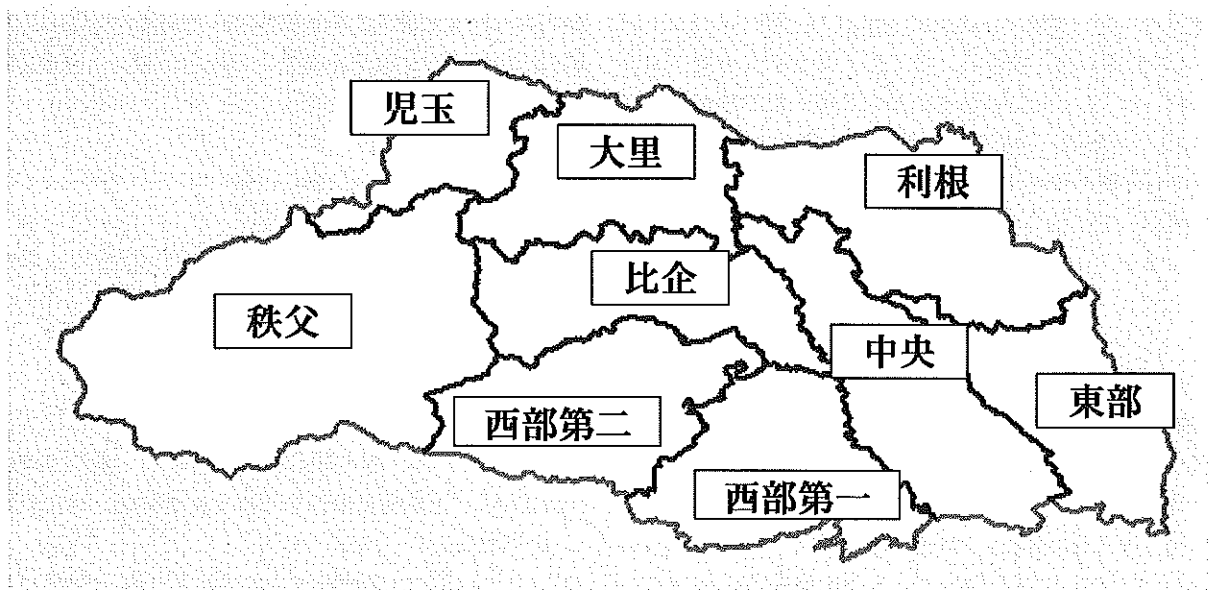 児玉
大里
利根
比企
秩父
中央
東部
西部第二
西部第一